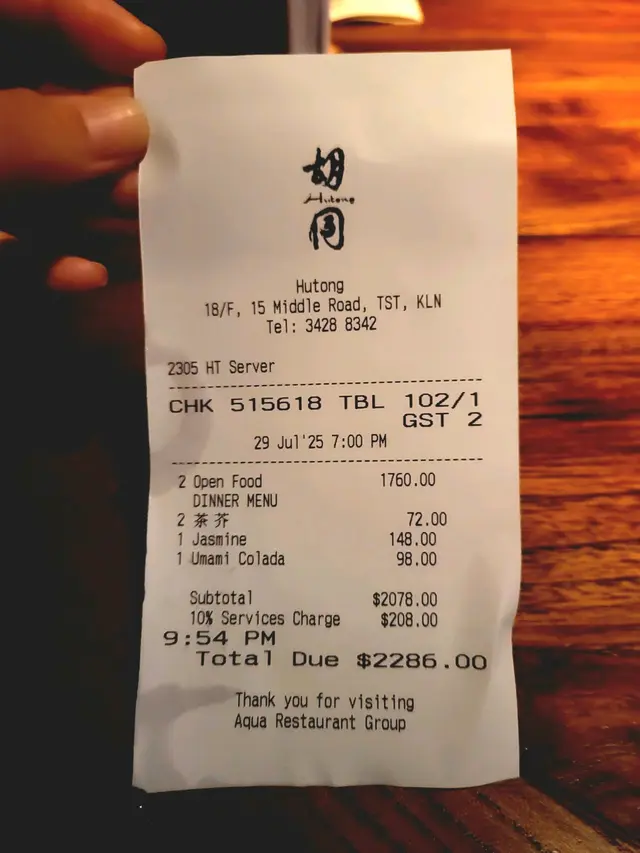 胡
Hutong
同
Hutong
18/F, 15 Middle Road, TST, KLN
Tel: 3428 8342
2305 HT Server
CHK 515618 TBL 102/1
GST 2
29 Jul'25 7:00 PM
2 Open Food 1760.00
DINNER MENU
2 茶芥 72.00
1 Jasmine 148.00
1 Umami Colada 98.00
Subtotal $2078.00
10% Services Charge $208.00
9:54 PM
Total Due $2286.00
Thank you for visiting
Aqua Restaurant Group